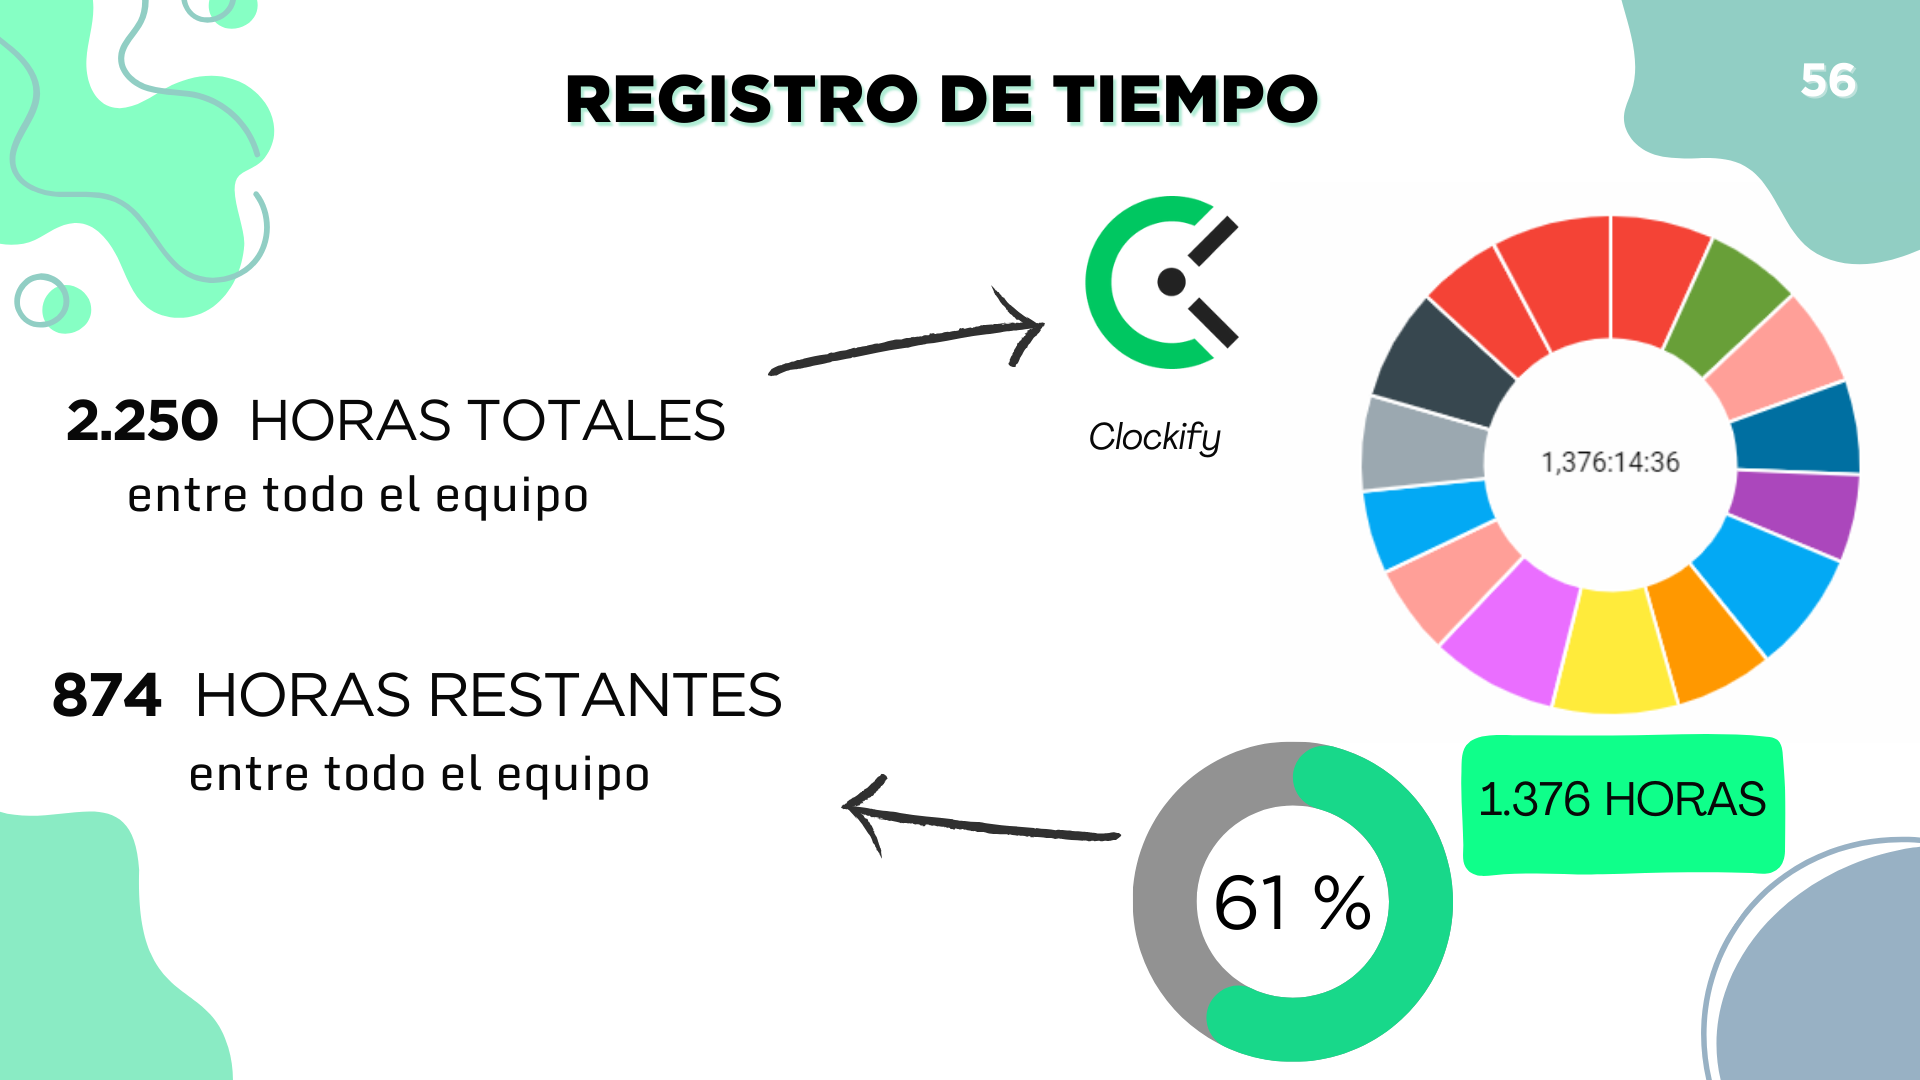 REGISTRO DE TIEMPO
56
2.250 HORAS TOTALES
entre todo el equipo
Clockify
1,376:14:36
874 HORAS RESTANTES
entre todo el equipo
1.376 HORAS
61 %